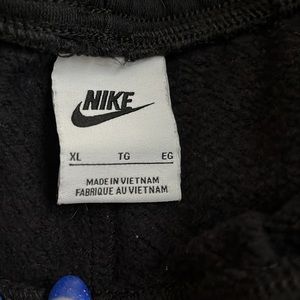 NIKE
XL TG EG
MADE IN VIETNAM
FABRIQUE AU VIETNAM